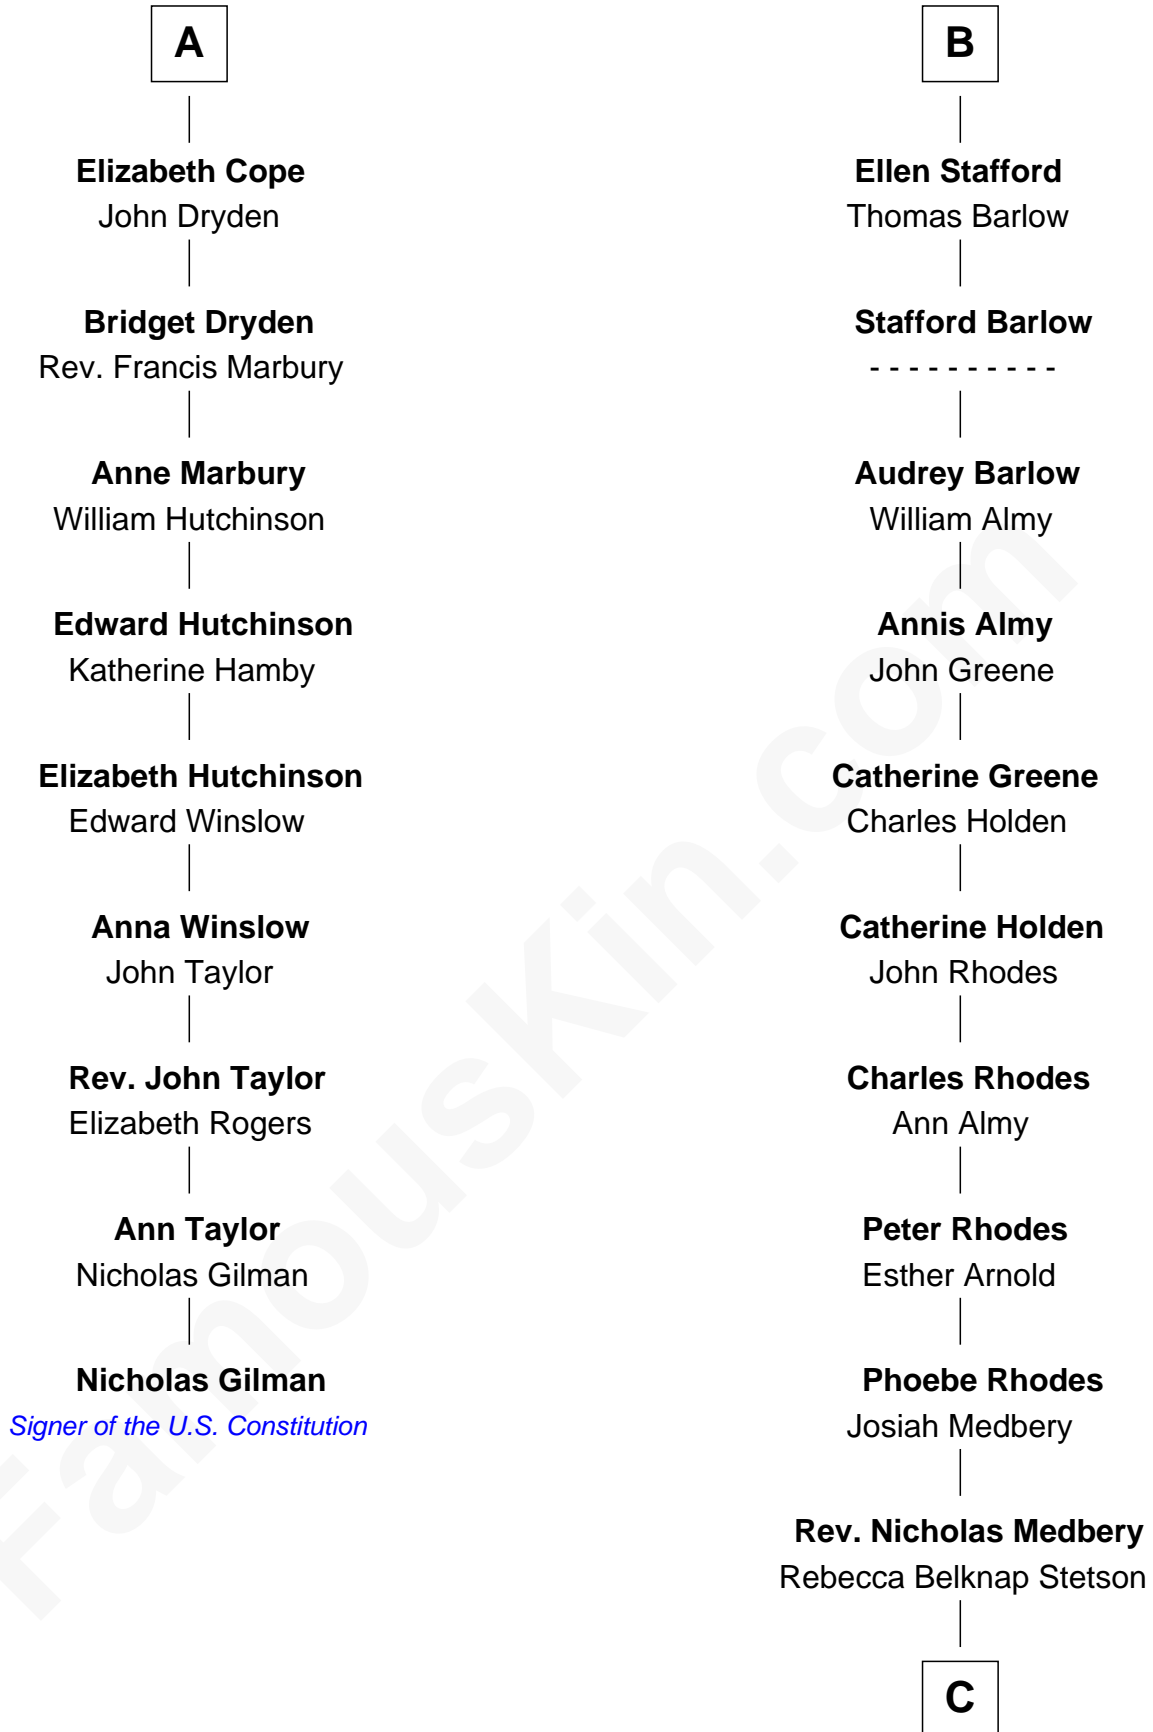 A
Elizabeth Cope
John Dryden
Bridget Dryden
Rev. Francis Marbury
Anne Marbury
William Hutchinson
Edward Hutchinson
Katherine Hamby
Elizabeth Hutchinson
Edward Winslow
Anna Winslow
John Taylor
Rev. John Taylor
Elizabeth Rogers
Ann Taylor
Nicholas Gilman
Nicholas Gilman
Signer of the U.S. Constitution
B
Ellen Stafford
Thomas Barlow
Stafford Barlow
- - - - - - - - - -
Audrey Barlow
William Almy
Annis Almy
John Greene
Catherine Greene
Charles Holden
Catherine Holden
John Rhodes
Charles Rhodes
Ann Almy
Peter Rhodes
Esther Arnold
Phoebe Rhodes
Josiah Medbery
Rev. Nicholas Medbery
Rebecca Belknap Stetson
C
FamousKin.com